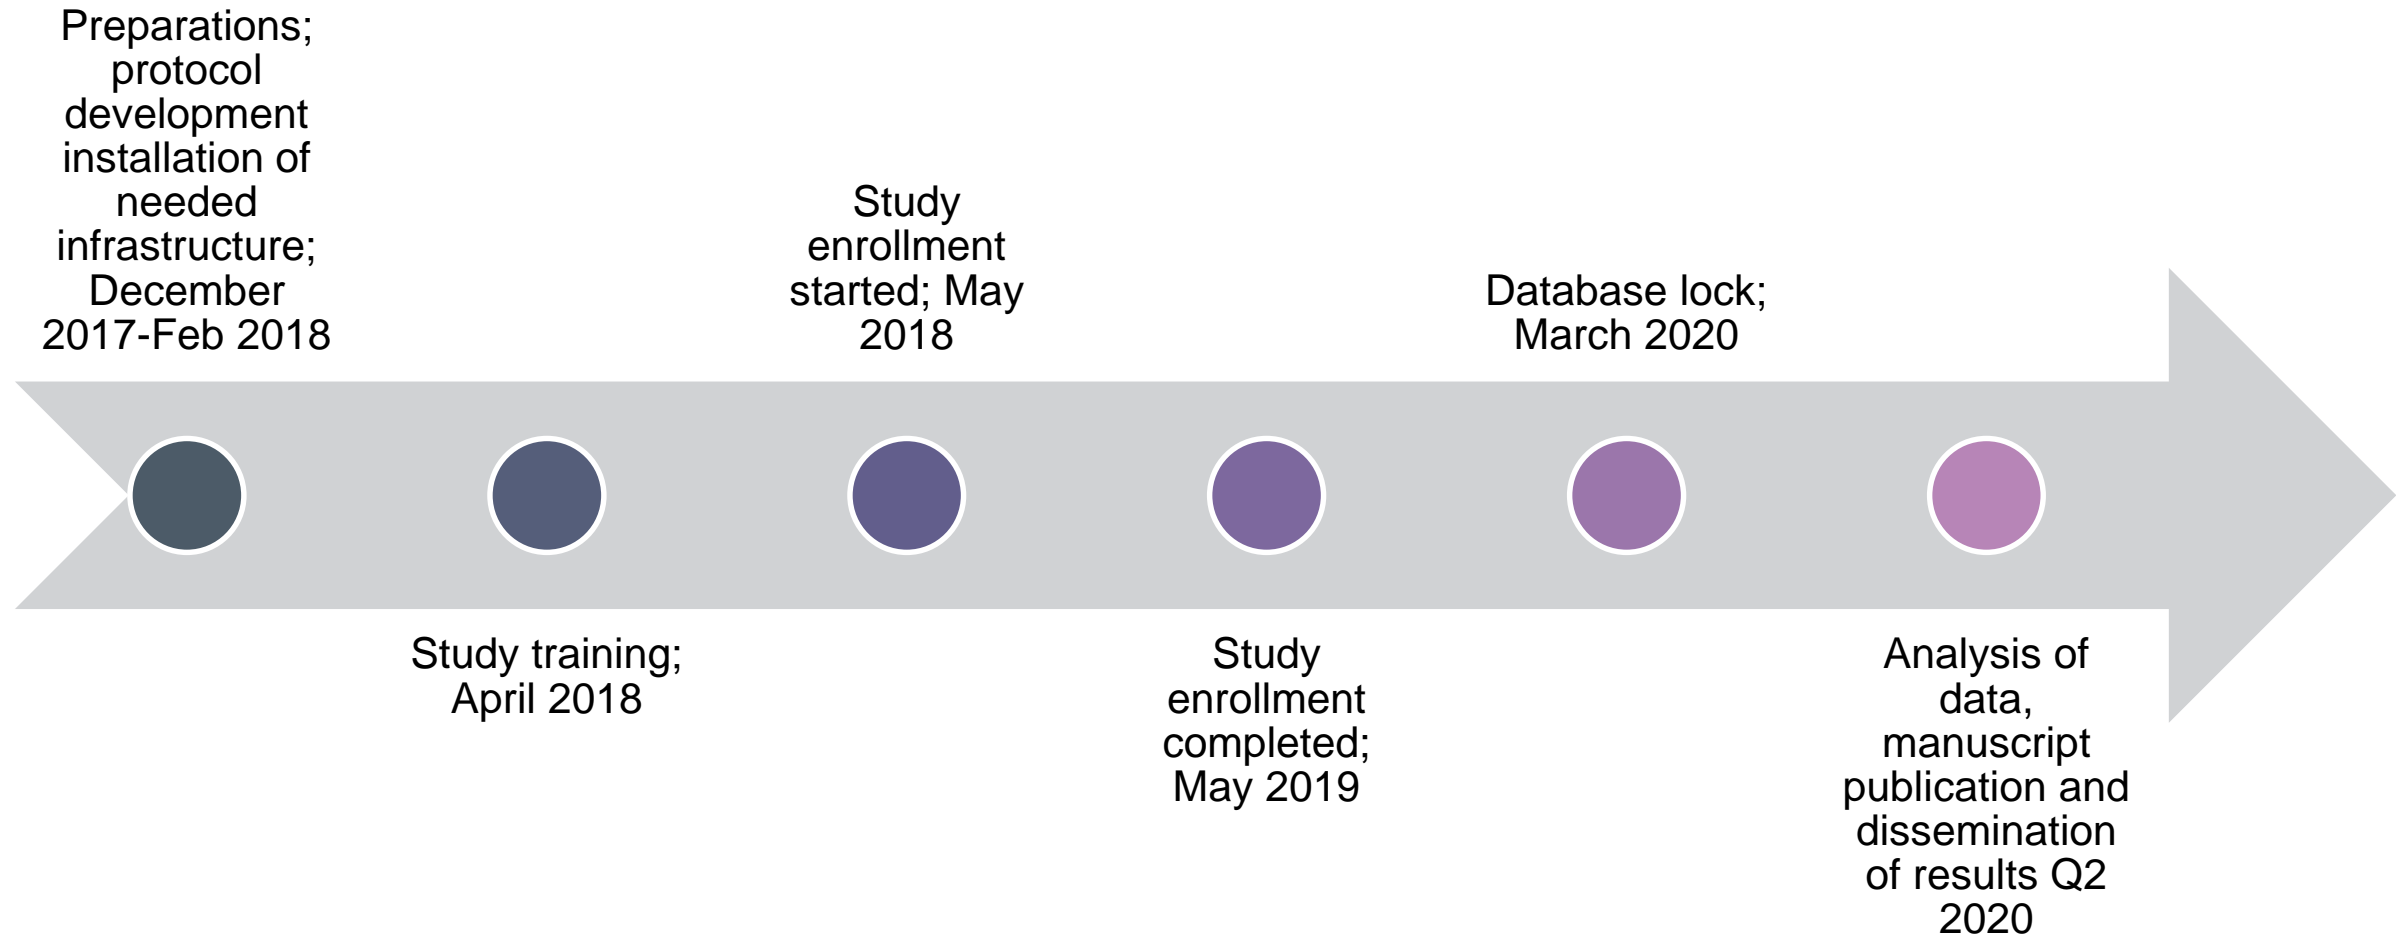 Preparations;
protocol
development
installation of
needed
infrastructure;
December
2017-Feb 2018
Study training;
April 2018
Study
enrollment
started; May
2018
Study
enrollment
completed;
May 2019
Database lock;
March 2020
Analysis of
data,
manuscript
publication and
dissemination
of results Q2
2020